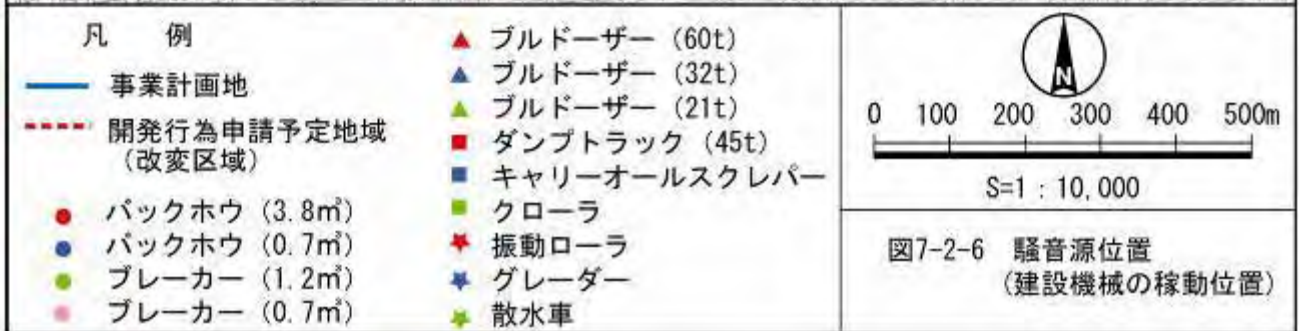 凡 例
事業計画地
開発行為申請予定地域
(改変区域)
バックホウ (3.8㎥)
バックホウ (0.7㎥)
ブレーカー (1.2㎥)
ブレーカー (0.7㎥)
ブルドーザー (60t)
ブルドーザー (32t)
ブルドーザー (21t)
ダンプトラック (45t)
キャリーオールスクレパー
クローラ
振動ローラ
グレーダー
散水車
N
0 100 200 300 400 500m
S=1 : 10,000
図7-2-6 騒音源位置
(建設機械の稼動位置)